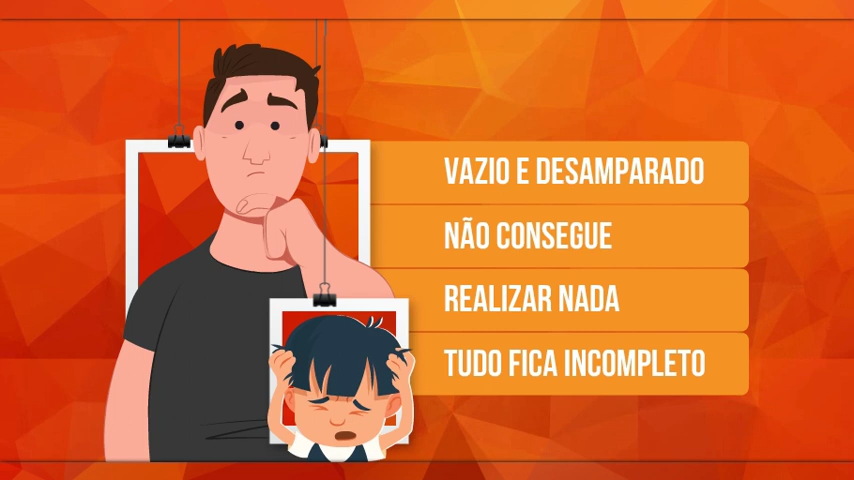 VAZIO E DESAMPARADO
NÃO CONSEGUE
REALIZAR NADA
TUDO FICA INCOMPLETO